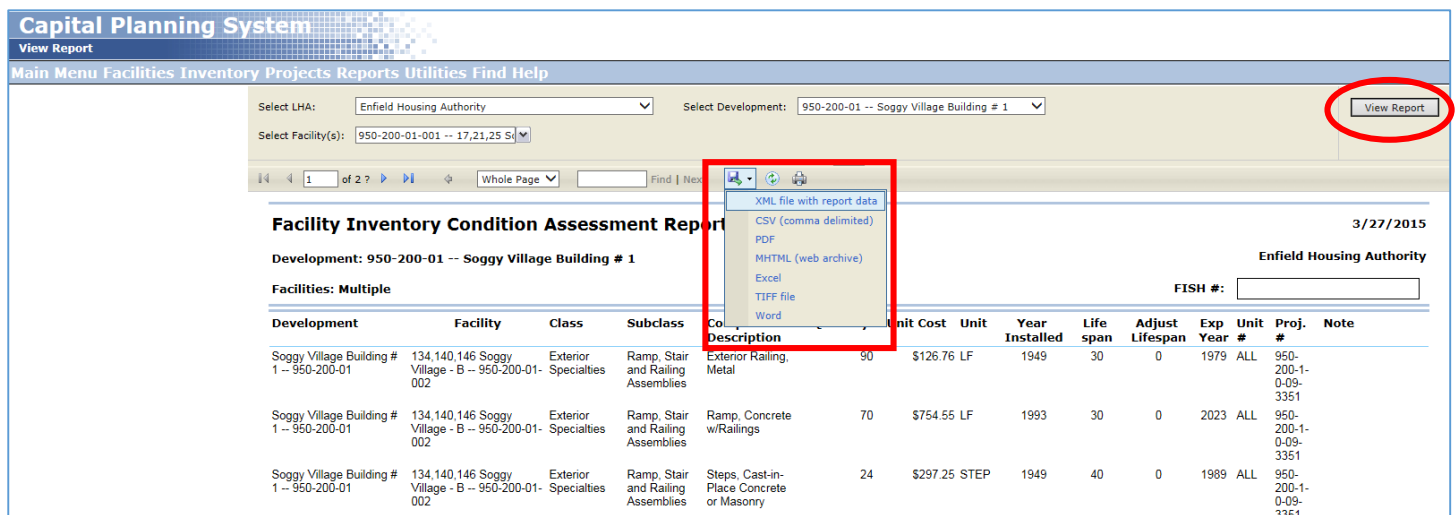 Capital Planning System
View Report
Main Menu Facilities Inventory Projects Reports Utilities Find Help
Select LHA: Enfield Housing Authority Select Development: 950-200-01 -- Soggy Village Building # 1 View Report
Select Facility(s): 950-200-01-001 -- 17,21,25
1 of 2 ? Whole Page Find | Nex
XML file with report data
CSV (comma delimited)
PDF
MHTML (web archive)
Excel
TIFF file
Word
Facility Inventory Condition Assessment Rep 3/27/2015
Development: 950-200-01 -- Soggy Village Building # 1 Enfield Housing Authority
Facilities: Multiple FISH #:
Development Facility Class Subclass Unit Cost Unit Year Life Adjust Exp Unit Proj. Note
Description Installed span Lifespan Year # #
Soggy Village Building # 134,140,146 Soggy Exterior Ramp, Stair Exterior Railing, 90 $126.76 LF 1949 30 0 1979 ALL 950-
1 -- 950-200-01 Village - B -- 950-200-01- Specialties and Railing Metal 200-1-
002 Assemblies 0-09-
3351
Soggy Village Building # 134,140,146 Soggy Exterior Ramp, Stair Ramp, Concrete 70 $754.55 LF 1993 30 0 2023 ALL 950-
1 -- 950-200-01 Village - B -- 950-200-01- Specialties and Railing w/Railings 200-1-
002 Assemblies 0-09-
3351
Soggy Village Building # 134,140,146 Soggy Exterior Ramp, Stair Steps, Cast-in- 24 $297.25 STEP 1949 40 0 1989 ALL 950-
1 -- 950-200-01 Village - B -- 950-200-01- Specialties and Railing Place Concrete 200-1-
002 Assemblies or Masonry 0-09-
3351